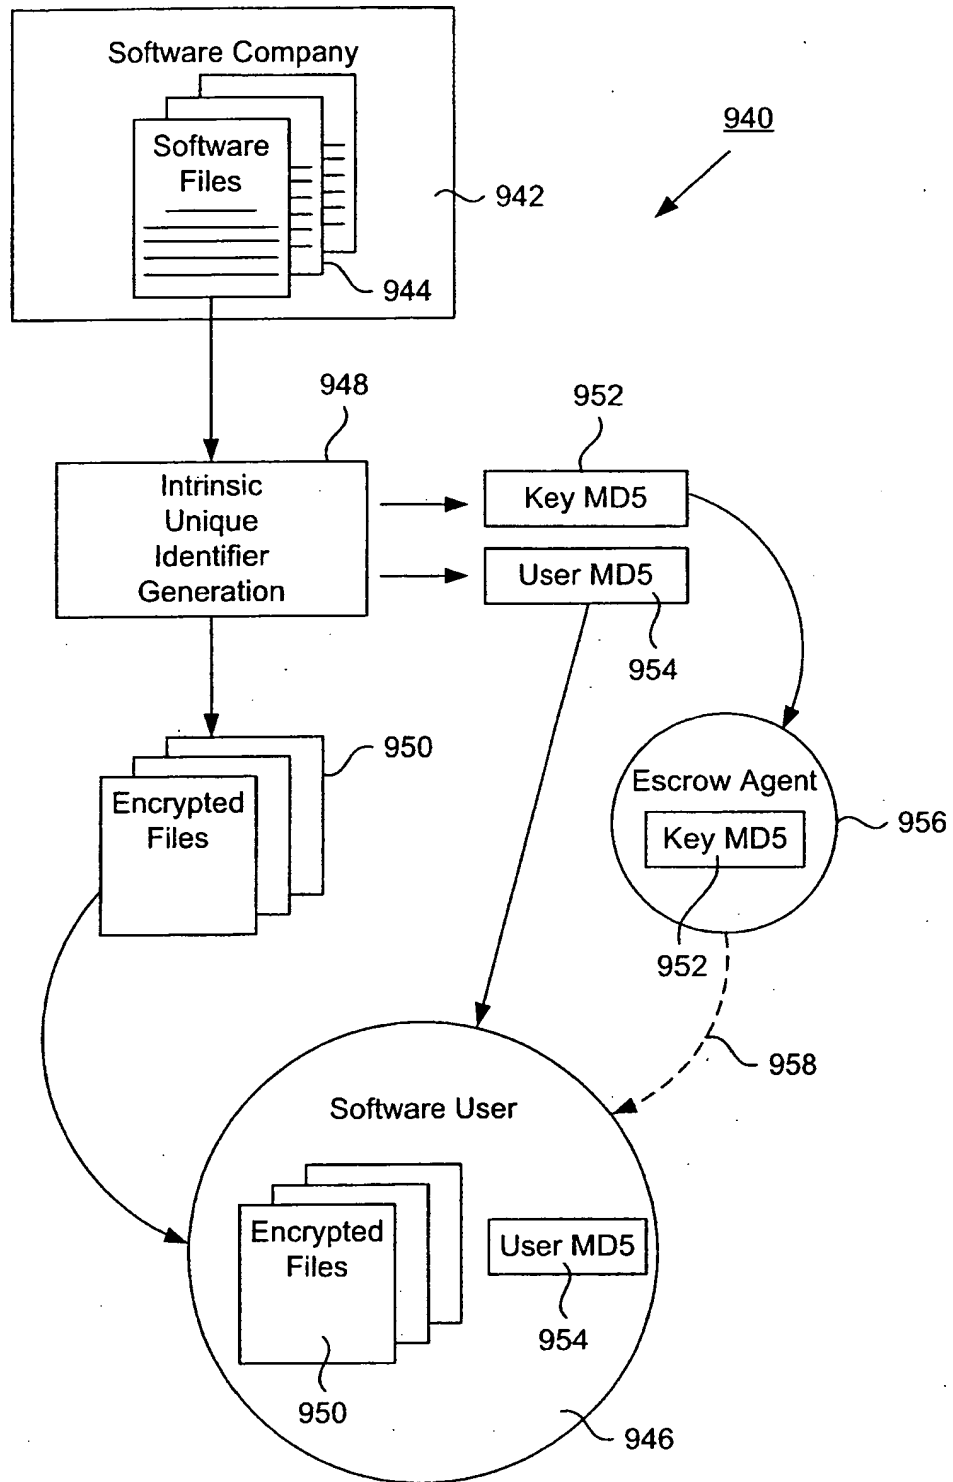 Software Company
Software
Files
940
942
944
948
952
Intrinsic
Unique
Identifier
Generation
Key MD5
User MD5
954
950
Encrypted
Files
Escrow Agent
Key MD5
956
952
958
Software User
Encrypted
Files
User MD5
954
950
946